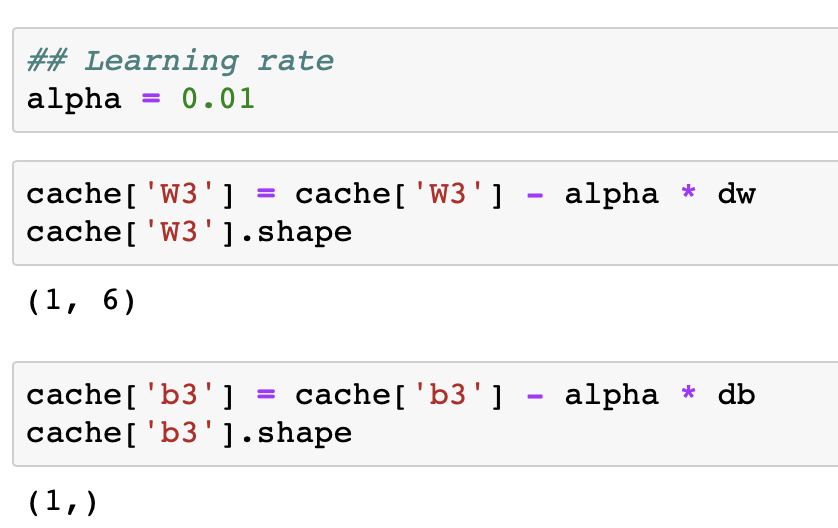 ## Learning rate
alpha = 0.01
cache['W3'] = cache['W3'] - alpha * dw
cache['W3'].shape
(1, 6)
cache['b3'] = cache['b3'] - alpha * db
cache['b3'].shape
(1,)